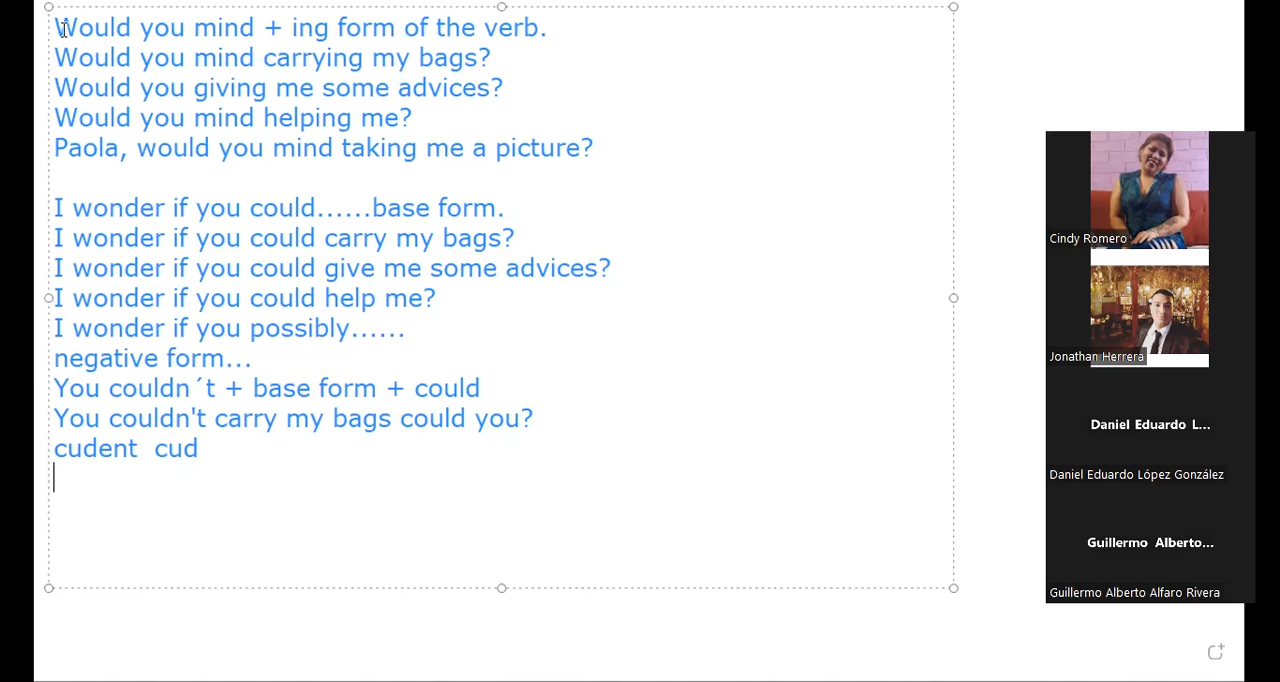 Would you mind + ing form of the verb.
Would you mind carrying my bags?
Would you giving me some advices?
Would you mind helping me?
Paola, would you mind taking me a picture?
I wonder if you could......base form.
I wonder if you could carry my bags?
I wonder if you could give me some advices?
I wonder if you could help me?
I wonder if you possibly......
negative form...
You couldn´t + base form + could
You couldn't carry my bags could you?
cudent  cud
Cindy Romero
Jonathan Herrera
Daniel Eduardo L...
Daniel Eduardo López González
Guillermo Alberto...
Guillermo Alberto Alfaro Rivera